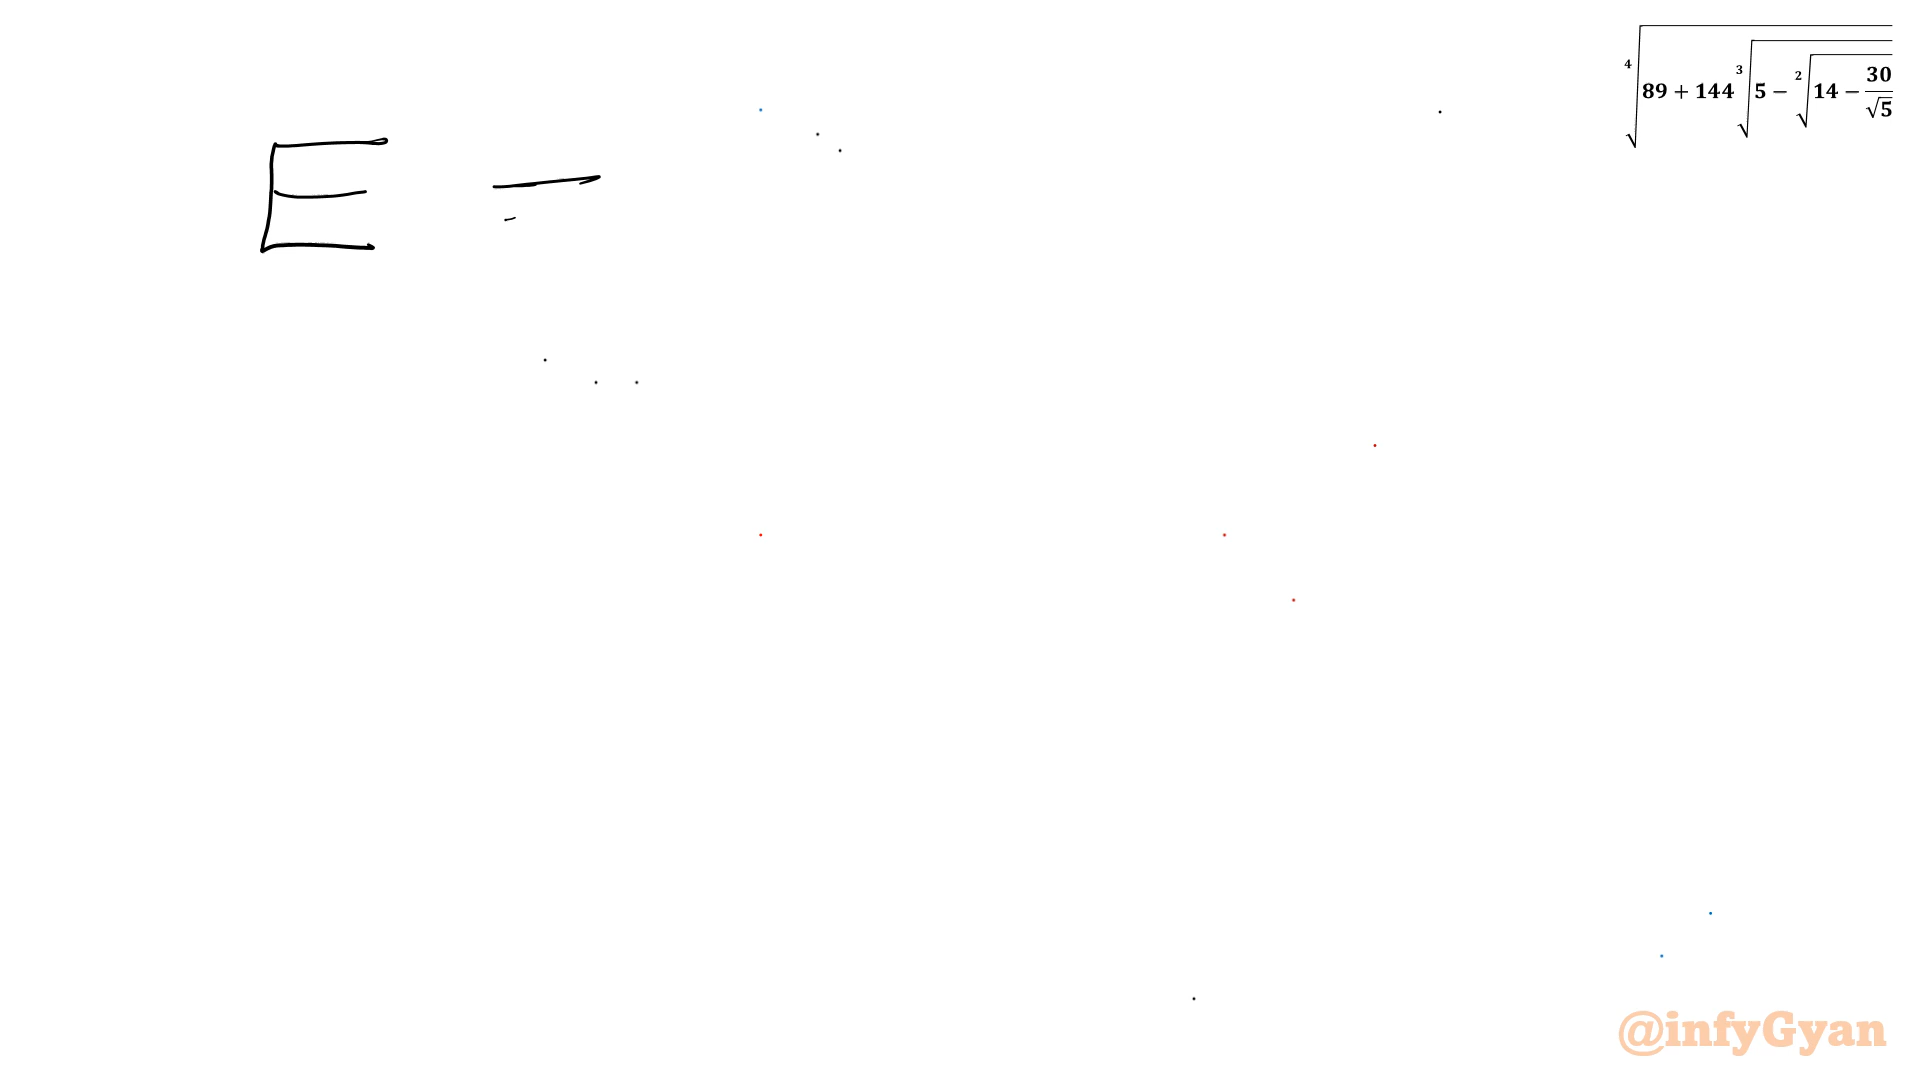 E =
⁴√(89 + 144 ³√(5 − ²√(14 − 30/√5)))
@infyGyan